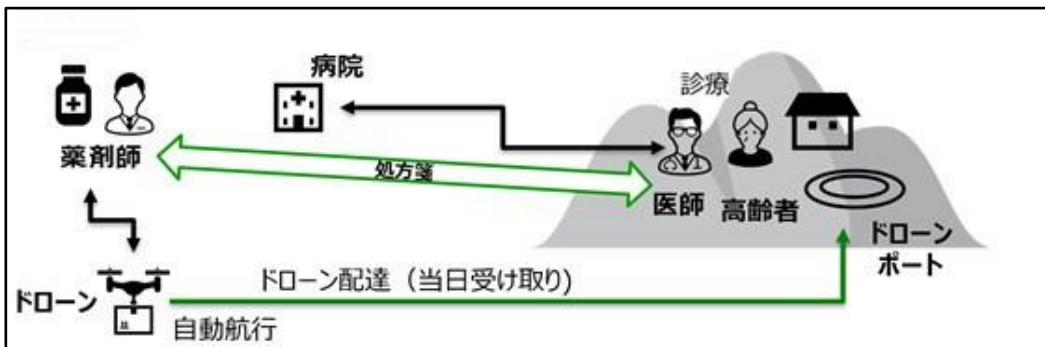 病院
診療
薬剤師
処方箋
医師
高齢者
ドローン
ポート
ドローン配達（当日受け取り)
ドローン
自動航行